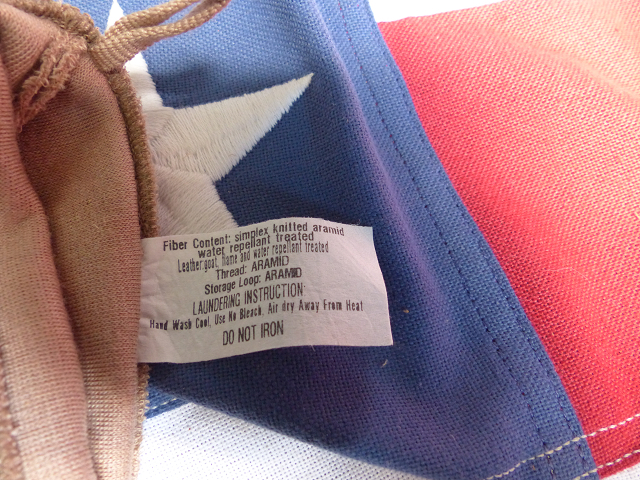 Fiber Content: simplex knitted aramid
water repellant treated
Leather: goat, flame and water repellant treated
Thread: ARAMID
Storage Loop: ARAMID
LAUNDERING INSTRUCTION:
Hand Wash Cool, Use No Bleach, Air dry Away From Heat
DO NOT IRON